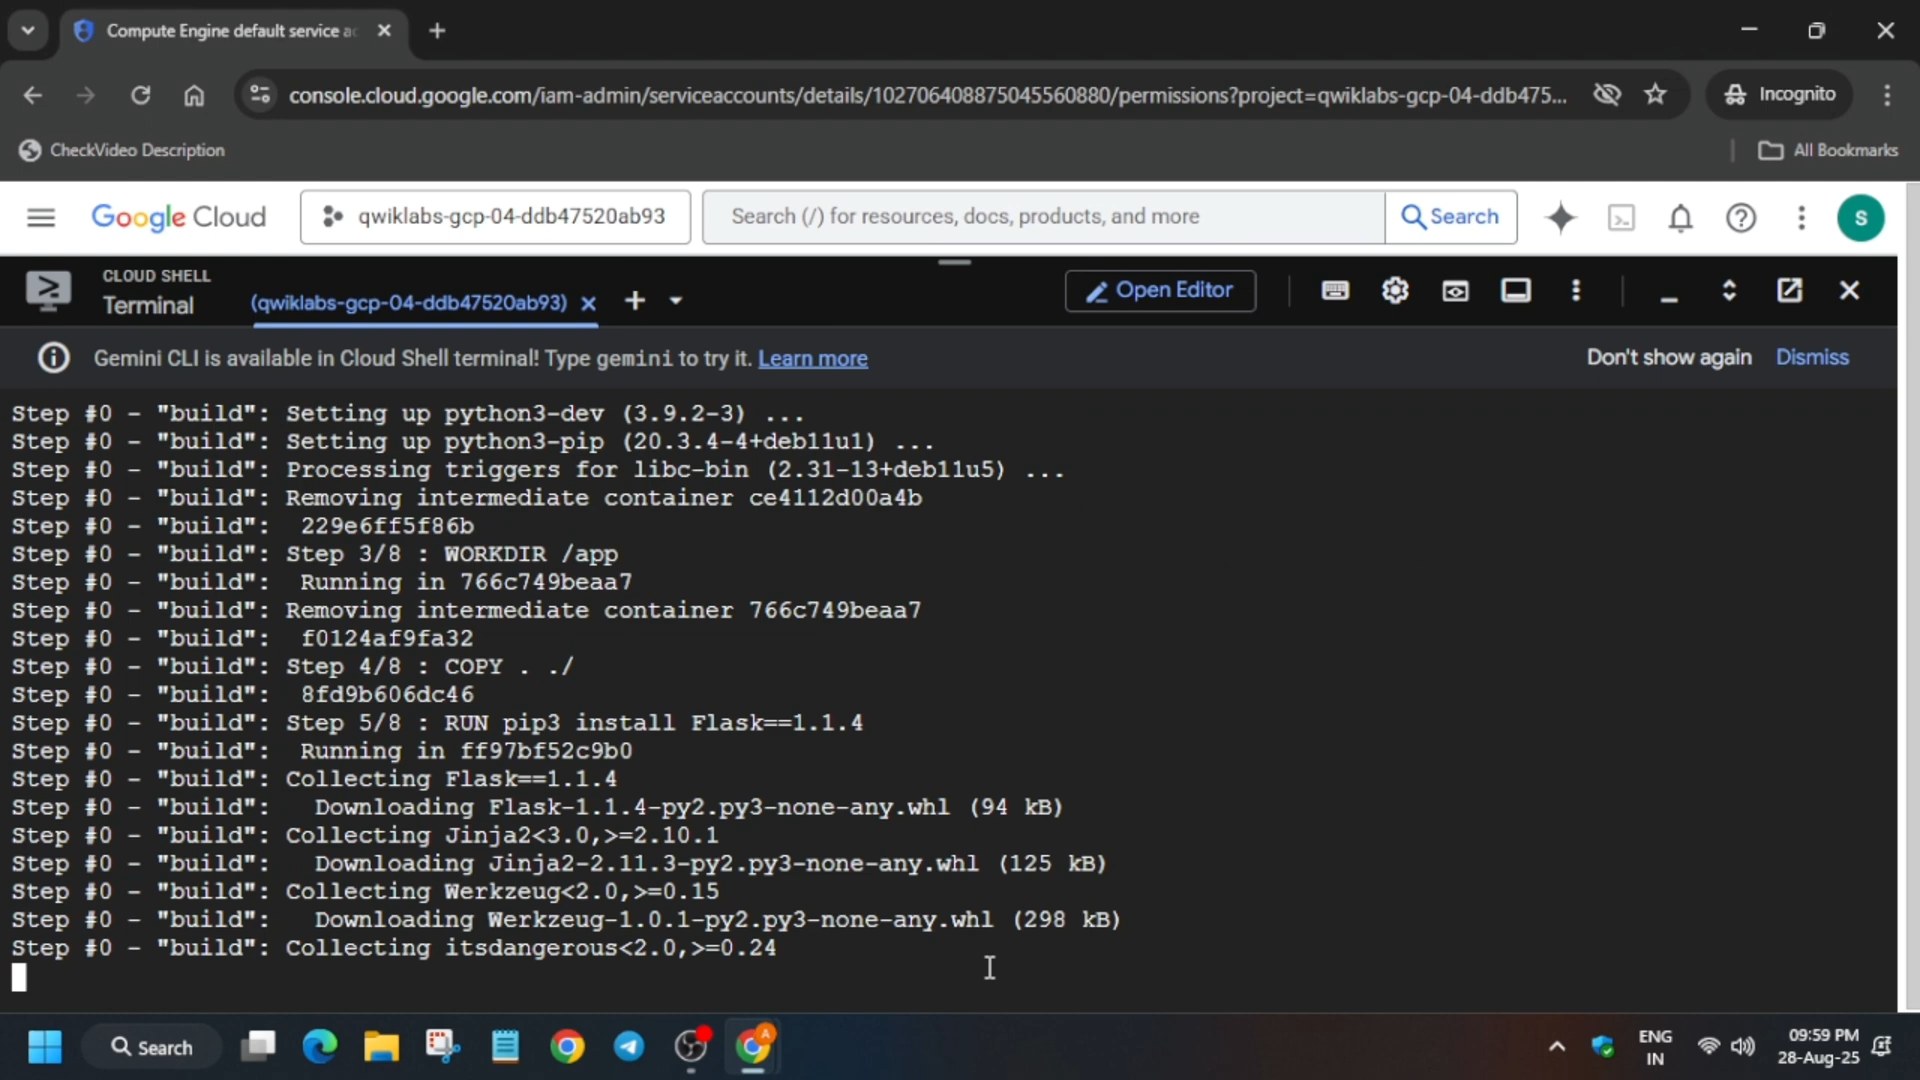 Compute Engine default service ac
console.cloud.google.com/iam-admin/serviceaccounts/details/102706408875045560880/permissions?project=qwiklabs-gcp-04-ddb475...
Incognito
CheckVideo Description
All Bookmarks
Google Cloud
qwiklabs-gcp-04-ddb47520ab93
Search (/) for resources, docs, products, and more
Search
S
CLOUD SHELL
Terminal
(qwiklabs-gcp-04-ddb47520ab93)
Open Editor
Gemini CLI is available in Cloud Shell terminal! Type gemini to try it. Learn more
Don't show again
Dismiss
Step #0 - "build": Setting up python3-dev (3.9.2-3) ...
Step #0 - "build": Setting up python3-pip (20.3.4-4+deb11u1) ...
Step #0 - "build": Processing triggers for libc-bin (2.31-13+deb11u5) ...
Step #0 - "build": Removing intermediate container ce4112d00a4b
Step #0 - "build":  229e6ff5f86b
Step #0 - "build": Step 3/8 : WORKDIR /app
Step #0 - "build":  Running in 766c749beaa7
Step #0 - "build": Removing intermediate container 766c749beaa7
Step #0 - "build":  f0124af9fa32
Step #0 - "build": Step 4/8 : COPY . ./
Step #0 - "build":  8fd9b606dc46
Step #0 - "build": Step 5/8 : RUN pip3 install Flask==1.1.4
Step #0 - "build":  Running in ff97bf52c9b0
Step #0 - "build": Collecting Flask==1.1.4
Step #0 - "build":   Downloading Flask-1.1.4-py2.py3-none-any.whl (94 kB)
Step #0 - "build": Collecting Jinja2<3.0,>=2.10.1
Step #0 - "build":   Downloading Jinja2-2.11.3-py2.py3-none-any.whl (125 kB)
Step #0 - "build": Collecting Werkzeug<2.0,>=0.15
Step #0 - "build":   Downloading Werkzeug-1.0.1-py2.py3-none-any.whl (298 kB)
Step #0 - "build": Collecting itsdangerous<2.0,>=0.24
Search
A
ENG
IN
09:59 PM
28-Aug-25